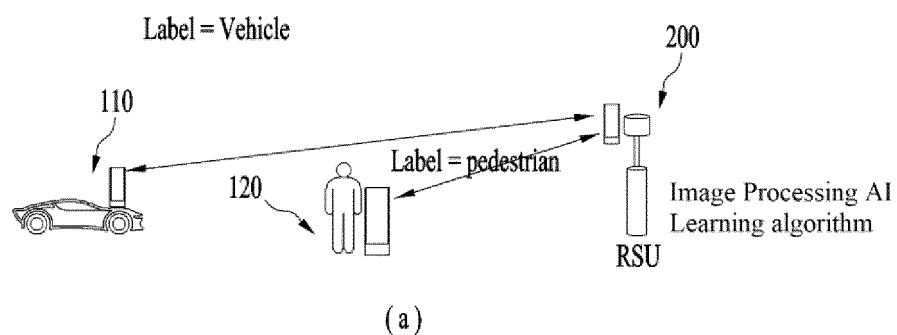 Label = Vehicle
200
110
Label = pedestrian
120
Image Processing AI
Learning algorithm
RSU
( a )